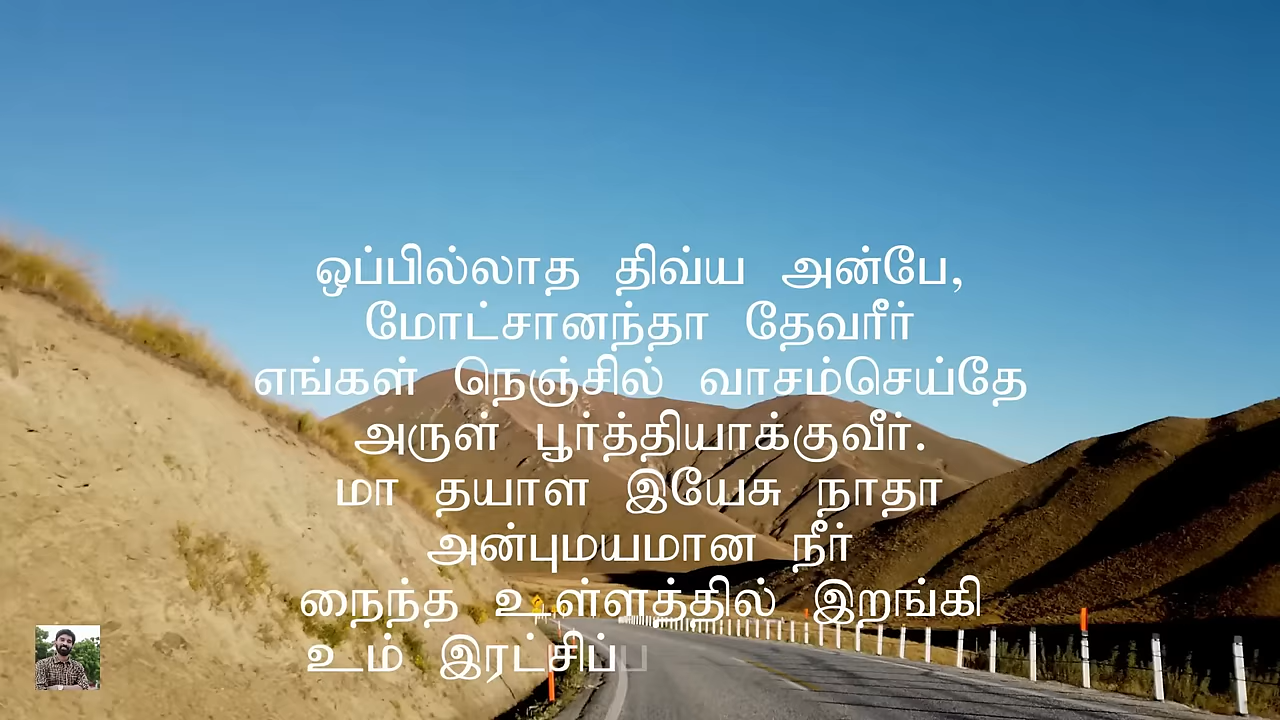 ஒப்பில்லாத திவ்ய அன்பே,
மோட்சானந்தா தேவரீர்
எங்கள் நெஞ்சில் வாசம்செய்தே
அருள் பூர்த்தியாக்குவீர்.
மா தயாள இயேசு நாதா
அன்புமயமான நீர்
நைந்த உள்ளத்தில் இறங்கி
உம் இரட்சிப்ப